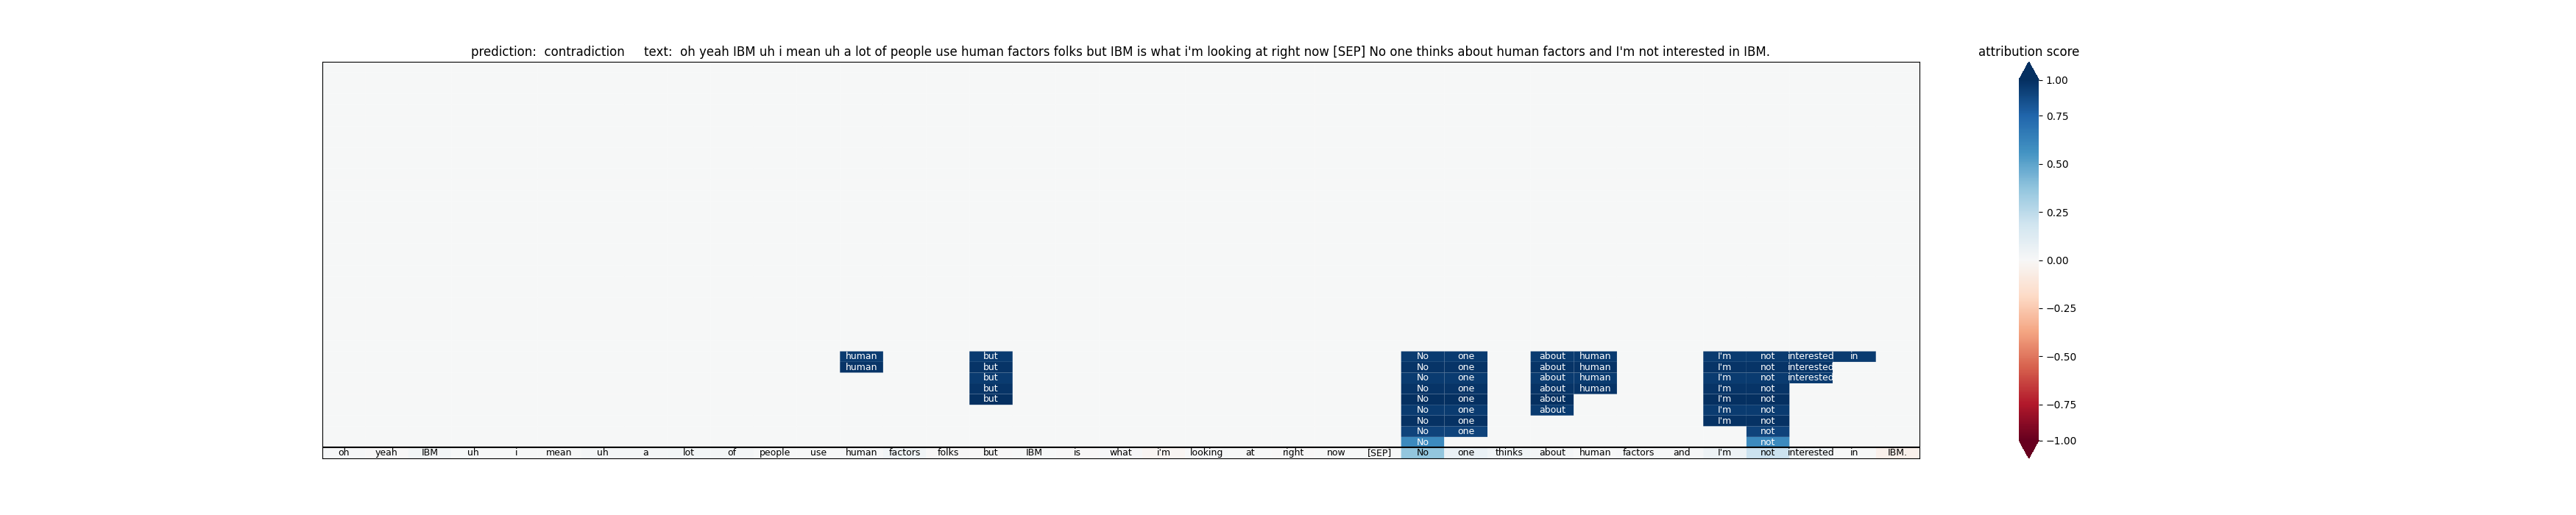 prediction:  contradiction     text:  oh yeah IBM uh i mean uh a lot of people use human factors folks but IBM is what i'm looking at right now [SEP] No one thinks about human factors and I'm not interested in IBM.
attribution score
1.00
0.75
0.50
0.25
0.00
−0.25
−0.50
−0.75
−1.00
human but No one about human I'm not interested in
human but No one about human I'm not interested
but No one about human I'm not interested
but No one about human I'm not
but No one about I'm not
No one about I'm not
No one I'm not
No one not
No not
oh yeah IBM uh i mean uh a lot of people use human factors folks but IBM is what i'm looking at right now [SEP] No one thinks about human factors and I'm not interested in IBM.